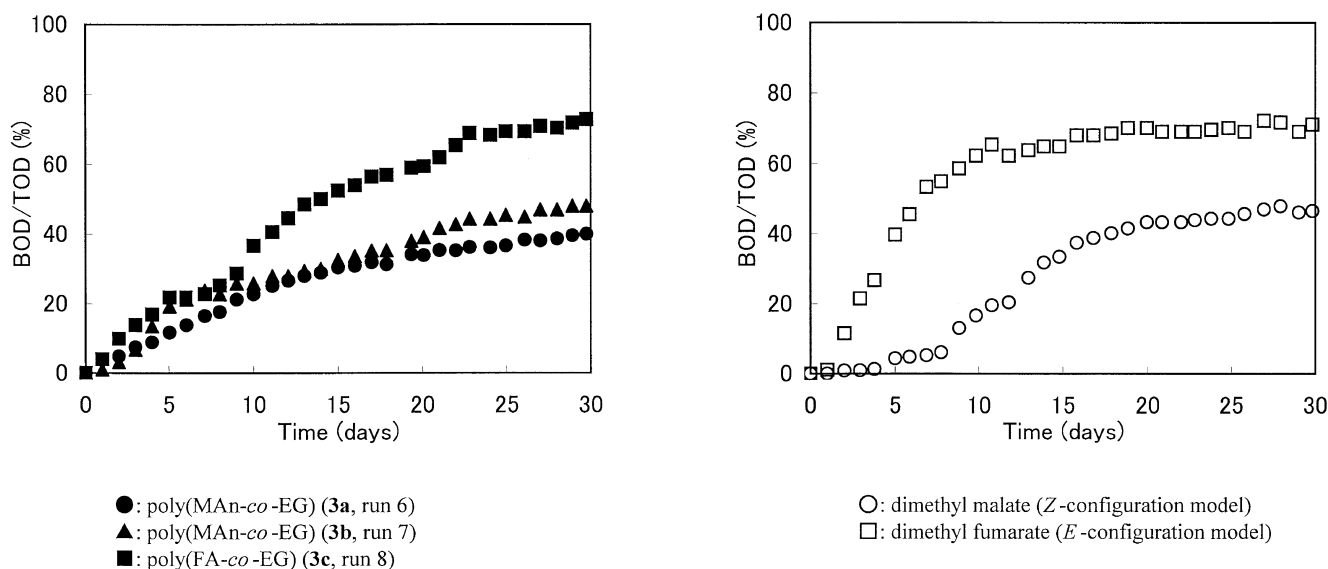 100
80
60
40
20
0
BOD/TOD (%)
0 5 10 15 20 25 30
Time (days)
●: poly(MAn-co-EG) (3a, run 6)
▲: poly(MAn-co-EG) (3b, run 7)
■: poly(FA-co-EG) (3c, run 8)
100
80
60
40
20
0
BOD/TOD (%)
0 5 10 15 20 25 30
Time (days)
○: dimethyl malate (Z-configuration model)
□: dimethyl fumarate (E-configuration model)